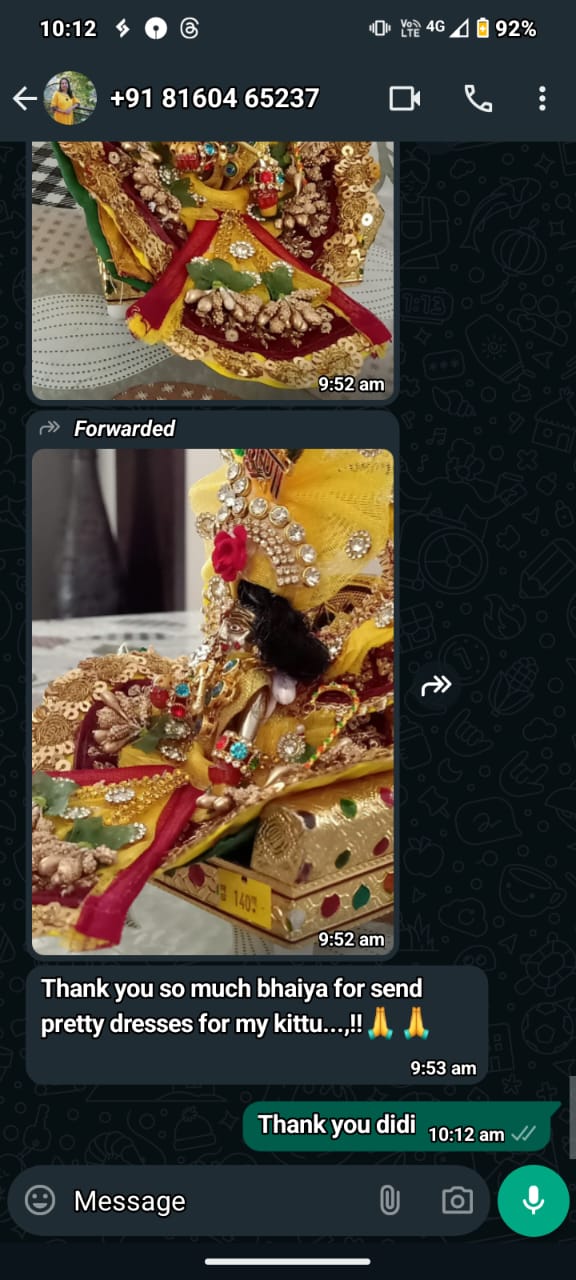 10:12
Vo)) LTE 4G 92%
+91 81604 65237
9:52 am
Forwarded
140
9:52 am
Thank you so much bhaiya for send
pretty dresses for my kittu...,!!🙏 🙏
9:53 am
Thank you didi 10:12 am
Message